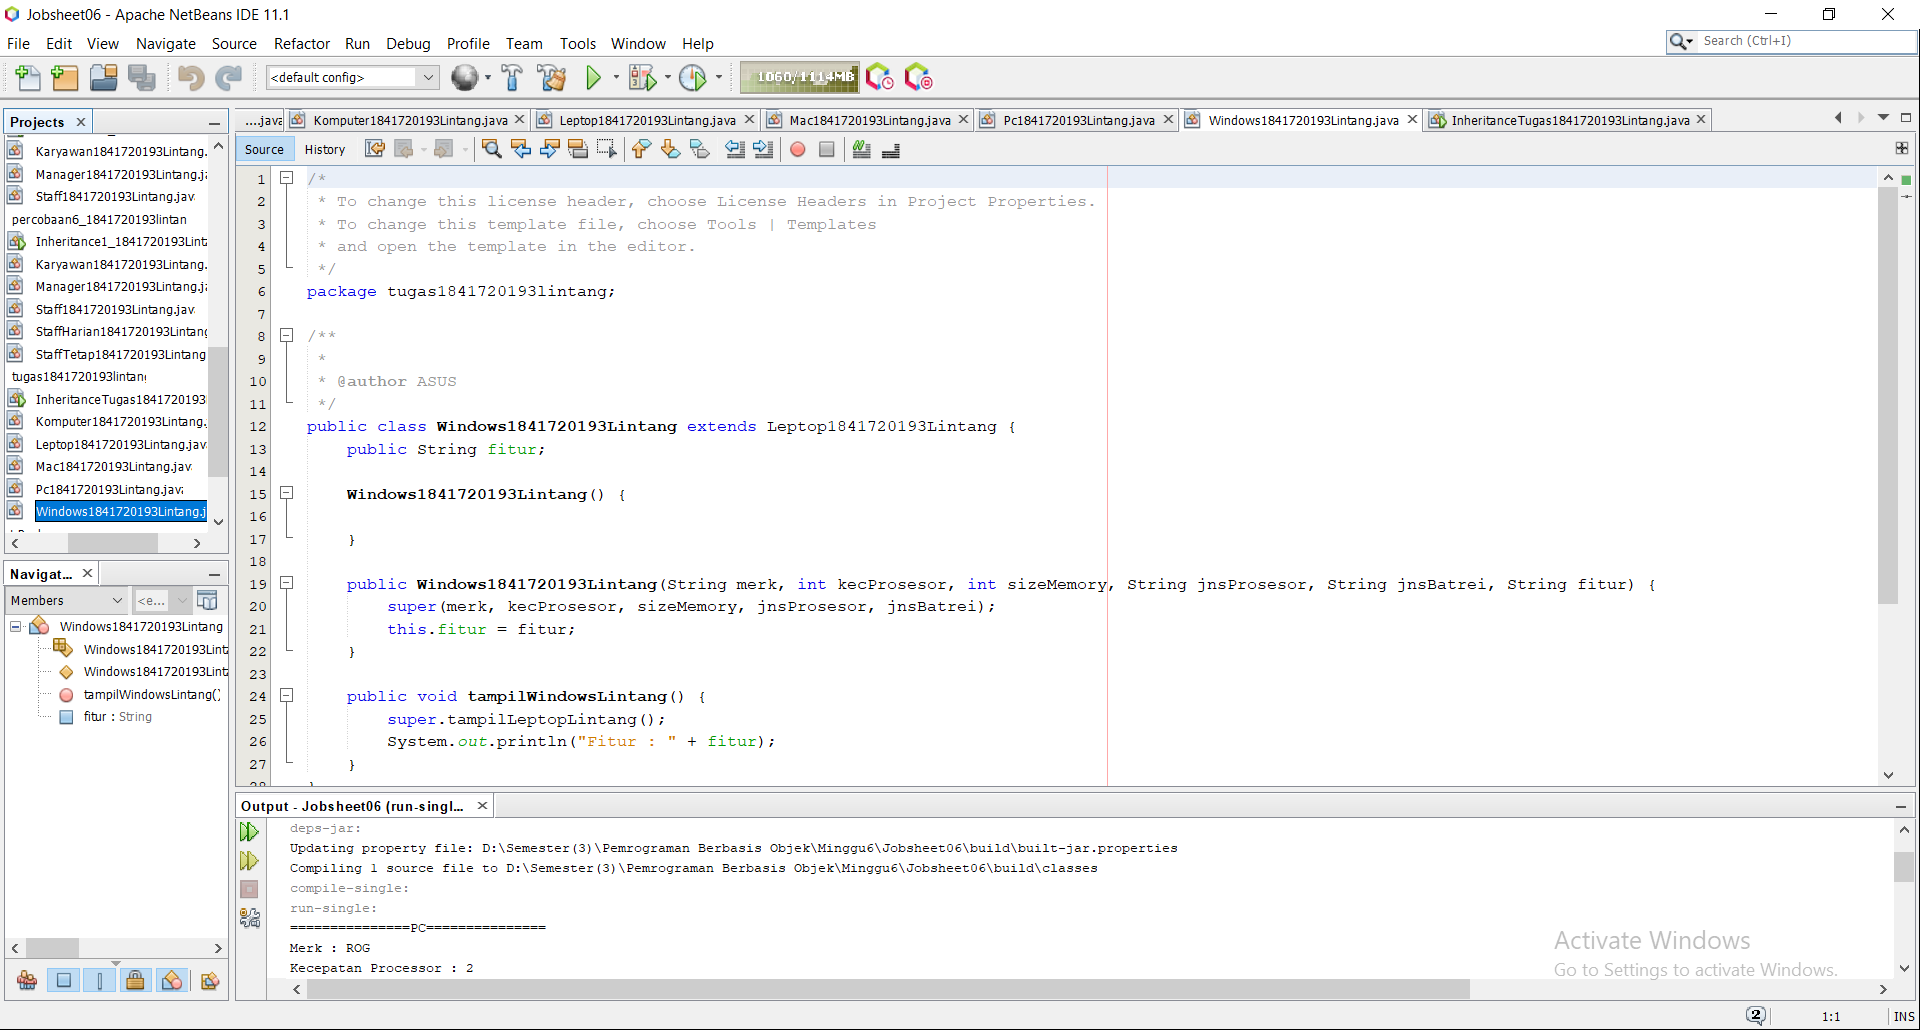 Jobsheet06 - Apache NetBeans IDE 11.1
File Edit View Navigate Source Refactor Run Debug Profile Team Tools Window Help
Search (Ctrl+I)
<default config>
1060/1114MB
Projects
Karyawan1841720193Lintang.
Manager1841720193Lintang.ja
Staff1841720193Lintang.jav
percobaan6_1841720193lintan
Inheritance1_1841720193Lint
Karyawan1841720193Lintang.
Manager1841720193Lintang.ja
Staff1841720193Lintang.jav
StaffHarian1841720193Lintang
StaffTetap1841720193Lintang
tugas1841720193lintang
InheritanceTugas1841720193
Komputer1841720193Lintang.
Leptop1841720193Lintang.jav
Mac1841720193Lintang.jav
Pc1841720193Lintang.java
Windows1841720193Lintang.j
Navigat...
Members
<e...
Windows1841720193Lintang
Windows1841720193Lint
Windows1841720193Lint
tampilWindowsLintang()
fitur : String
....java Komputer1841720193Lintang.java Leptop1841720193Lintang.java Mac1841720193Lintang.java Pc1841720193Lintang.java Windows1841720193Lintang.java InheritanceTugas1841720193Lintang.java
Source History
1 /*
2 * To change this license header, choose License Headers in Project Properties.
3 * To change this template file, choose Tools | Templates
4 * and open the template in the editor.
5 */
6 package tugas1841720193lintang;
7
8 /**
9 *
10 * @author ASUS
11 */
12 public class Windows1841720193Lintang extends Leptop1841720193Lintang {
13 public String fitur;
14
15 Windows1841720193Lintang() {
16
17 }
18
19 public Windows1841720193Lintang(String merk, int kecProsesor, int sizeMemory, String jnsProsesor, String jnsBatrei, String fitur) {
20 super(merk, kecProsesor, sizeMemory, jnsProsesor, jnsBatrei);
21 this.fitur = fitur;
22 }
23
24 public void tampilWindowsLintang() {
25 super.tampilLeptopLintang();
26 System.out.println("Fitur : " + fitur);
27 }
Output - Jobsheet06 (run-singl...
deps-jar:
Updating property file: D:\Semester(3)\Pemrograman Berbasis Objek\Minggu6\Jobsheet06\build\built-jar.properties
Compiling 1 source file to D:\Semester(3)\Pemrograman Berbasis Objek\Minggu6\Jobsheet06\build\classes
compile-single:
run-single:
===============PC===============
Merk : ROG
Kecepatan Processor : 2
Activate Windows
Go to Settings to activate Windows.
2
1:1
INS